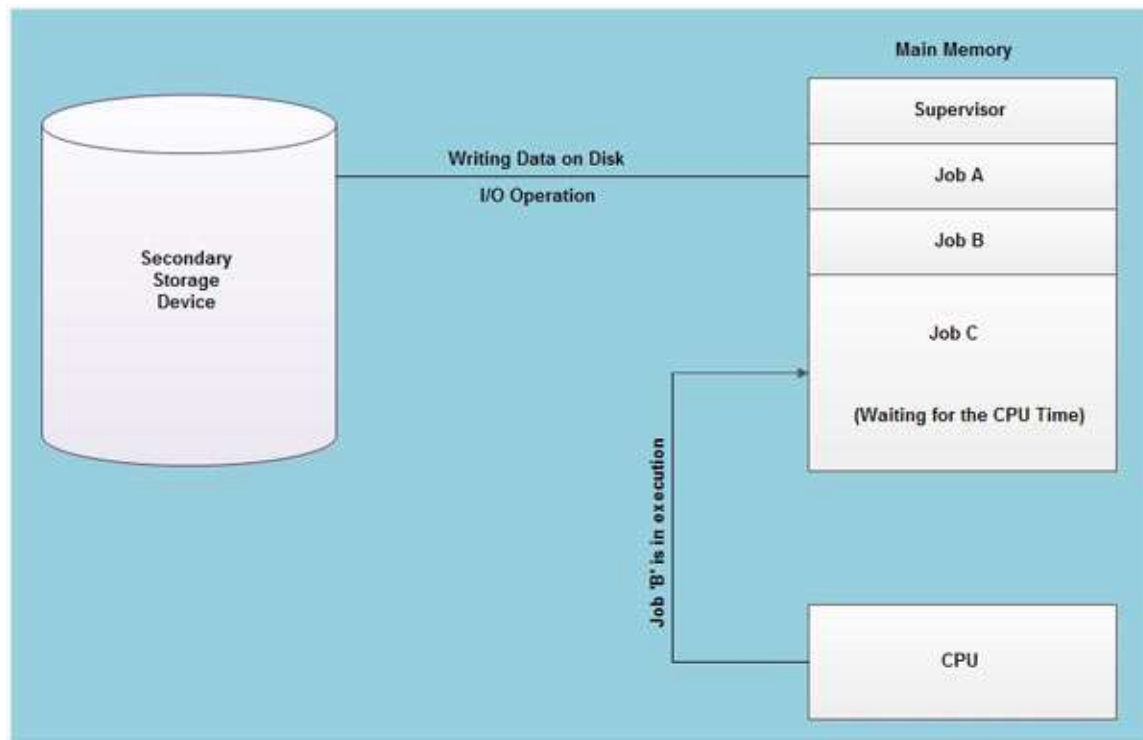 Main Memory
Supervisor
Writing Data on Disk
Job A
I/O Operation
Job B
Secondary
Storage
Device
Job C
(Waiting for the CPU Time)
Job 'B' is in execution
CPU